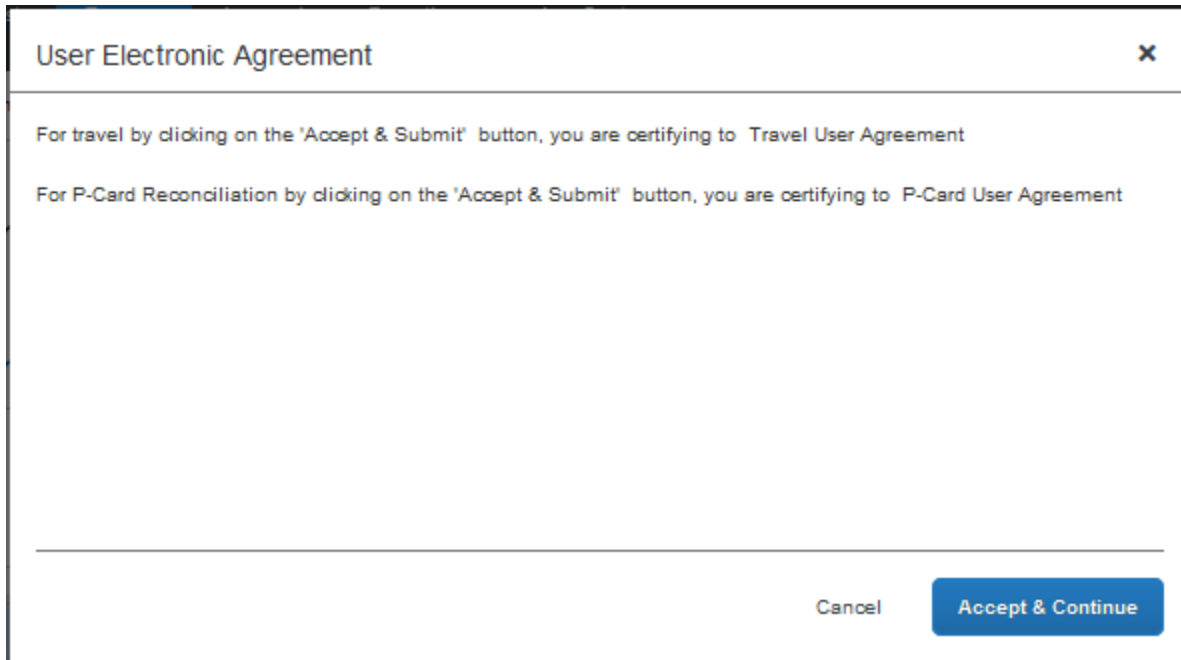 User Electronic Agreement
For travel by clicking on the 'Accept & Submit' button, you are certifying to Travel User Agreement
For P-Card Reconciliation by clicking on the 'Accept & Submit' button, you are certifying to P-Card User Agreement
Cancel
Accept & Continue